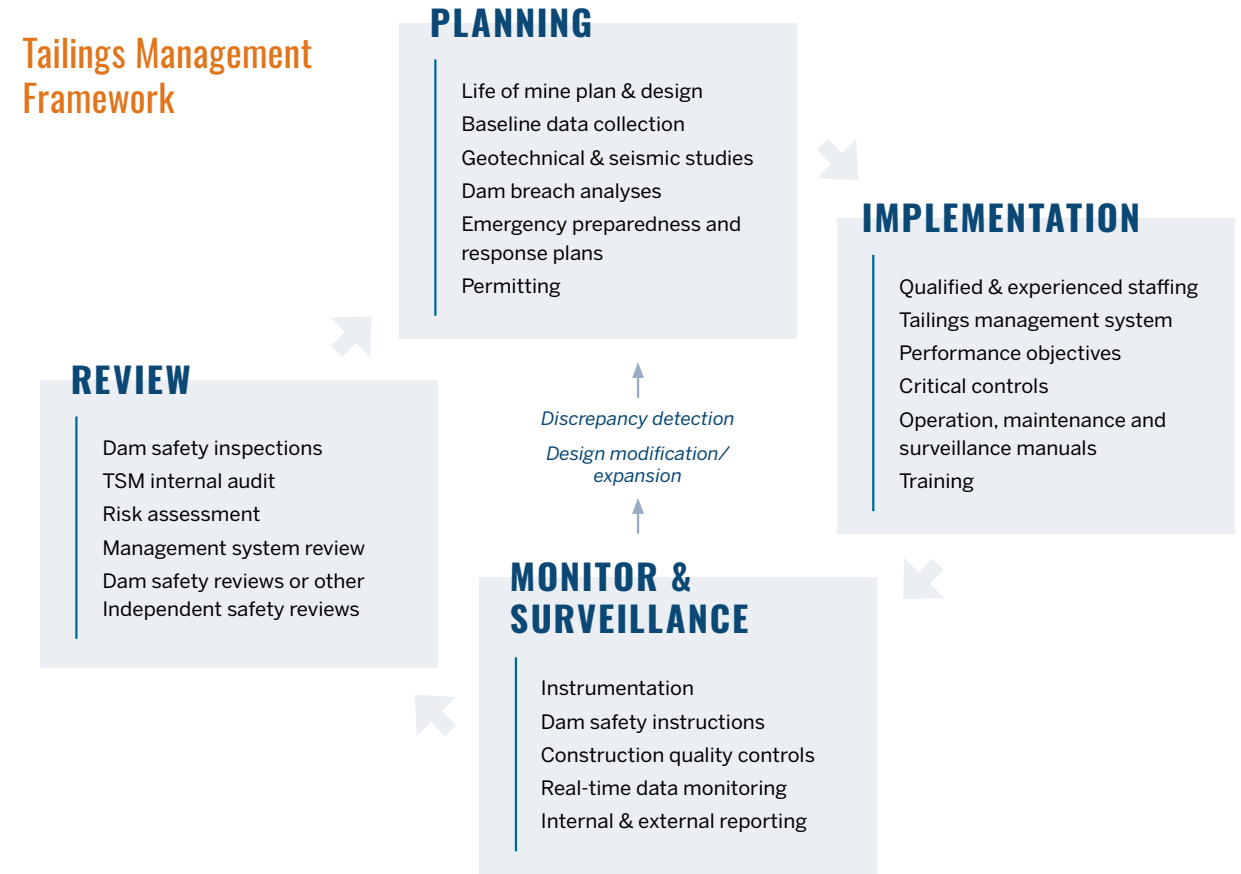 Tailings Management
Framework
PLANNING
Life of mine plan & design
Baseline data collection
Geotechnical & seismic studies
Dam breach analyses
Emergency preparedness and
response plans
Permitting
IMPLEMENTATION
Qualified & experienced staffing
Tailings management system
Performance objectives
Critical controls
Operation, maintenance and
surveillance manuals
Training
MONITOR &
SURVEILLANCE
Instrumentation
Dam safety instructions
Construction quality controls
Real-time data monitoring
Internal & external reporting
REVIEW
Dam safety inspections
TSM internal audit
Risk assessment
Management system review
Dam safety reviews or other
Independent safety reviews
Discrepancy detection
Design modification/
expansion